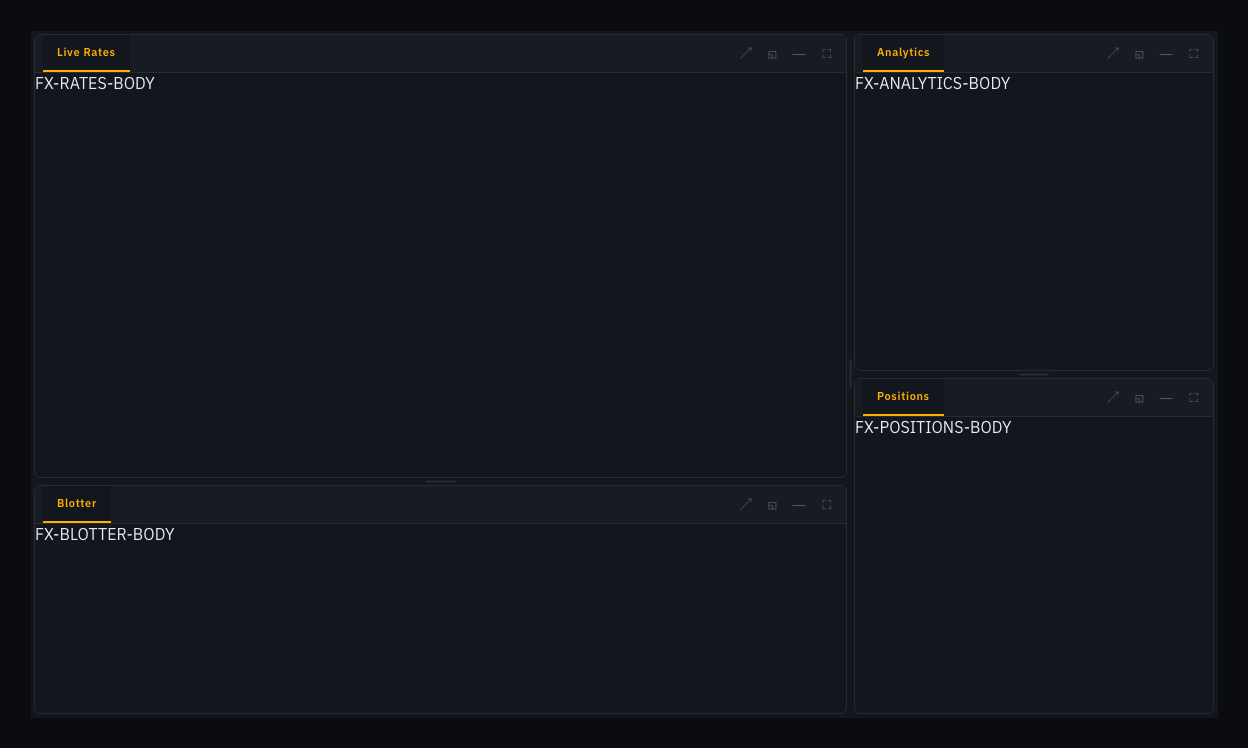 Live Rates
FX-RATES-BODY
Blotter
FX-BLOTTER-BODY
Analytics
FX-ANALYTICS-BODY
Positions
FX-POSITIONS-BODY